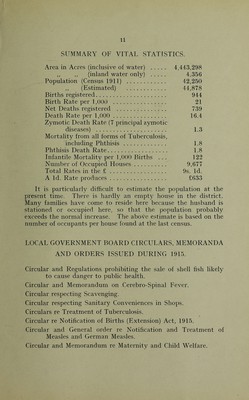 11
SUMMARY OF VITAL STATISTICS.
Area in Acres (inclusive of water) ..... 4,443.298
,, ,, (inland water only) ..... 4.356
Population (Census 1911) ............ 42,250
,, (Estimated) ............ 44,878
Births registered .................... 944
Birth Rate per 1,000 ................ 21
Net Deaths registered ............... 739
Death Rate per 1,000 ................ 16.4
Zymotic Death Rate (7 principal zymotic
diseases) ........................ 1.3
Mortality from all forms of Tuberculosis,
including Phthisis ............... 1.8
Phthisis Death Rate .................. 1.8
Infantile Mortality per 1,000 Births ... 122
Number of Occupied Houses ......... 9,677
Total Rates in the £ ................. 9s. 1d.
A 1d. Rate produces ................. £633
It is particularly difficult to estimate the population at the
present time. There is hardly an empty house in the district.
Many families have come to reside here because the husband is
stationed or occupied here, so that the population probably
exceeds the normal increase. The above estimate is based on the
number of occupants per house found at the last census.
LOCAL GOVERNMENT BOARD CIRCULARS, MEMORANDA
AND ORDERS ISSUED DURING 1915.
Circular and Regulations prohibiting the sale of shell fish likely
to cause danger to public health.
Circular and Memorandum on Cerebro-Spinal Fever.
Circular respecting Scavenging.
Circular respecting Sanitary Conveniences in Shops.
Circulars re Treatment of Tuberculosis.
Circular re Notification of Births (Extension) Act, 1915.
Circular and General order re Notification and Treatment of
Measles and German Measles.
Circular and Memorandum re Maternity and Child Welfare.